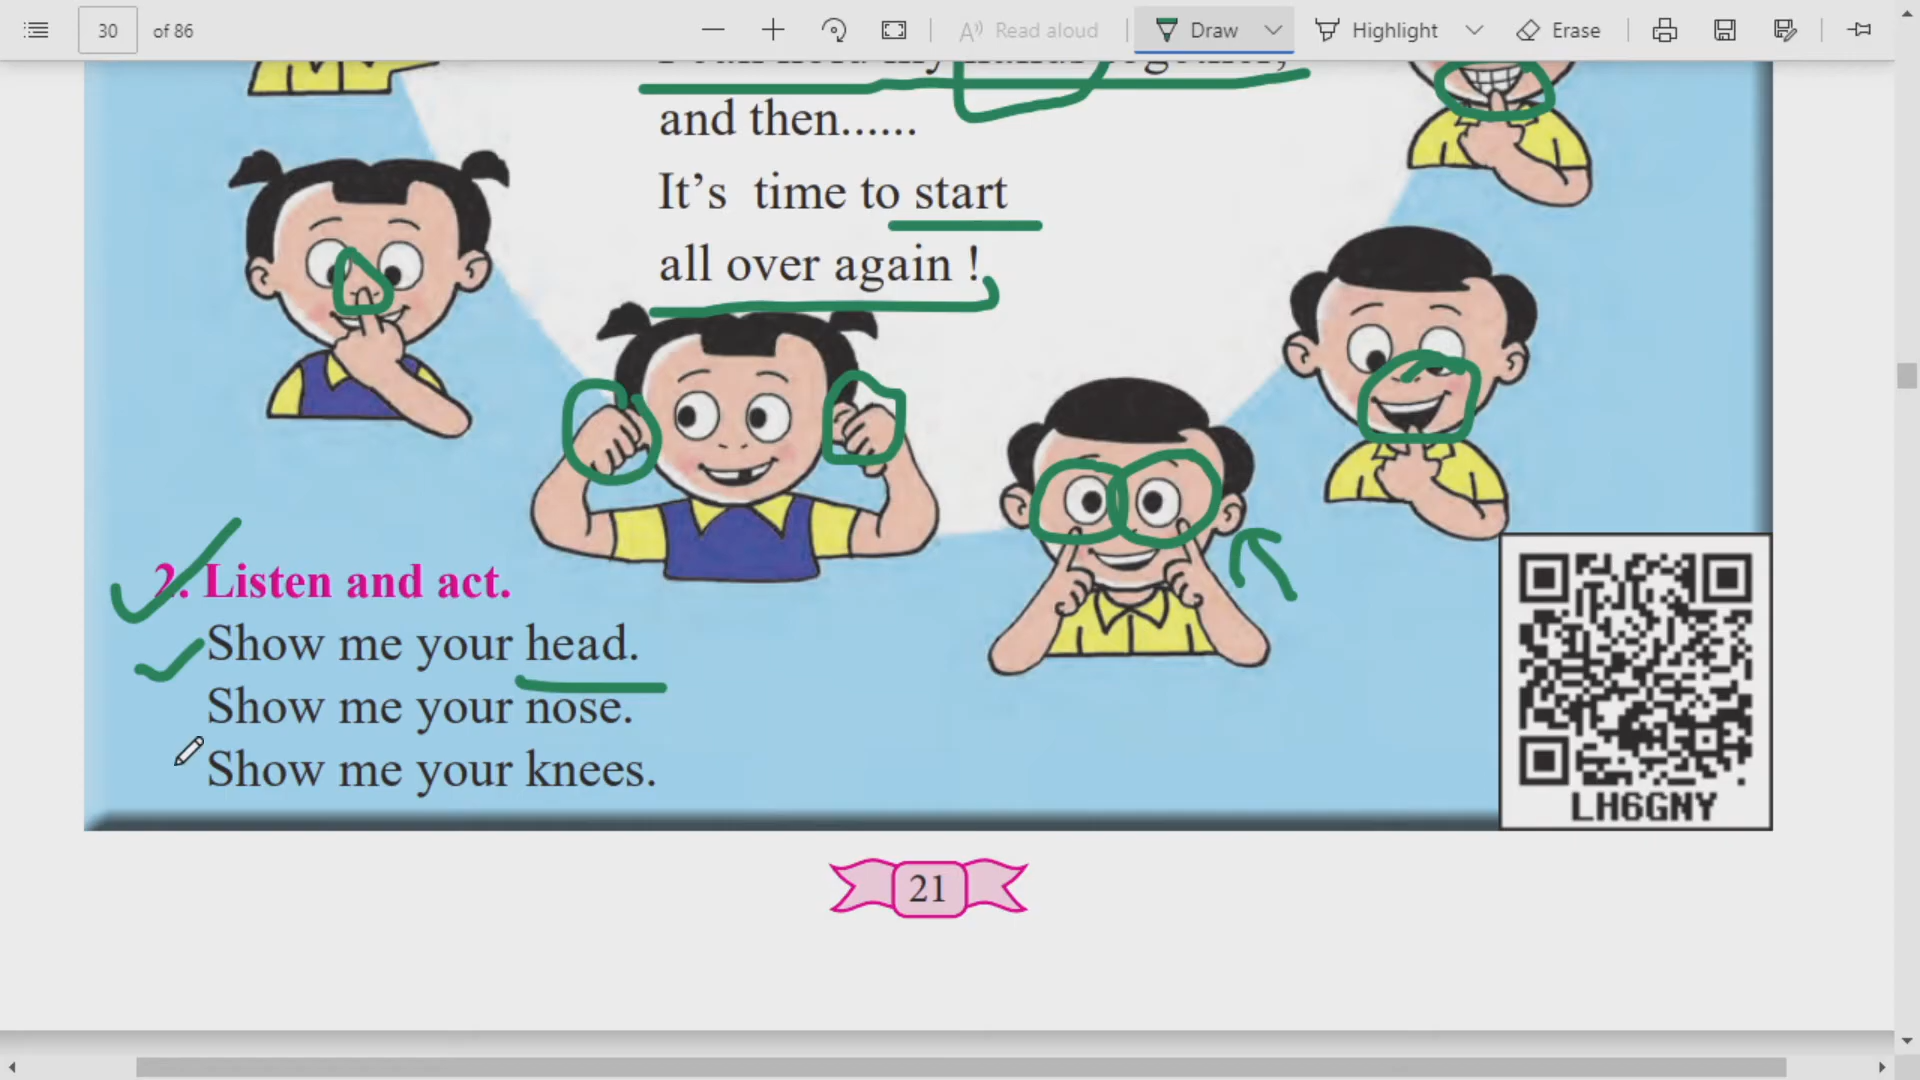 30 of 86 Read aloud Draw Highlight Erase
together,
and then......
It's time to start
all over again !
2. Listen and act.
Show me your head.
Show me your nose.
Show me your knees.
LH6GNY
21